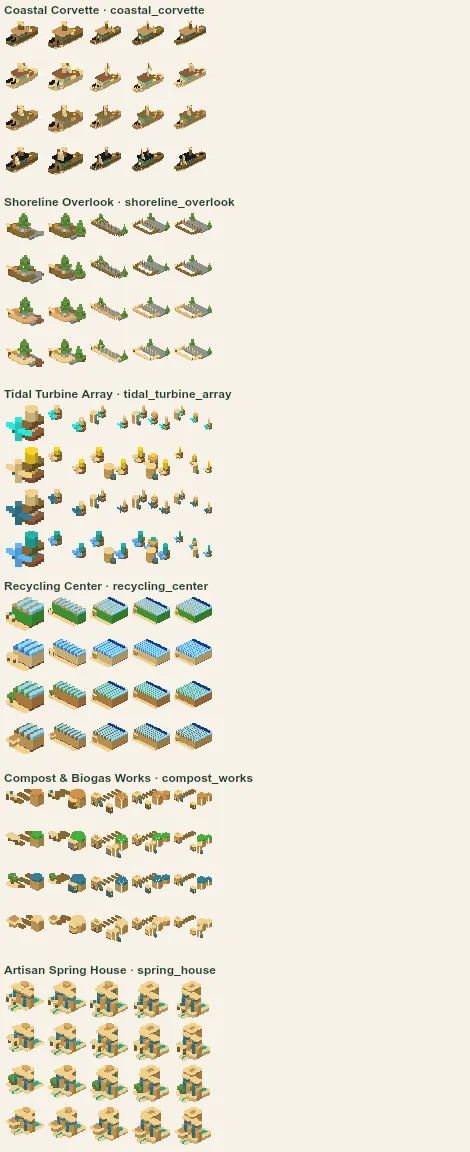 Coastal Corvette · coastal_corvette
Shoreline Overlook · shoreline_overlook
Tidal Turbine Array · tidal_turbine_array
Recycling Center · recycling_center
Compost & Biogas Works · compost_works
Artisan Spring House · spring_house